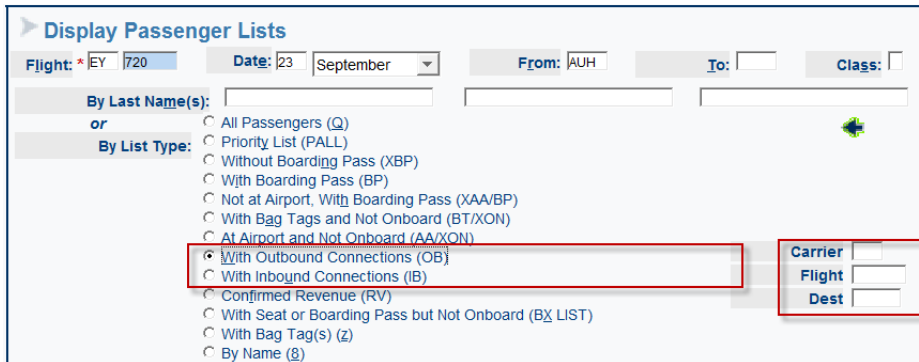 Display Passenger Lists
Flight: * EY 720 Date: 23 September From: AUH To: Class:
By Last Name(s):
or
By List Type:
All Passengers (Q)
Priority List (PALL)
Without Boarding Pass (XBP)
With Boarding Pass (BP)
Not at Airport, With Boarding Pass (XAA/BP)
With Bag Tags and Not Onboard (BT/XON)
At Airport and Not Onboard (AA/XON)
With Outbound Connections (OB)
With Inbound Connections (IB)
Confirmed Revenue (RV)
With Seat or Boarding Pass but Not Onboard (BX LIST)
With Bag Tag(s) (z)
By Name (8)
Carrier
Flight
Dest